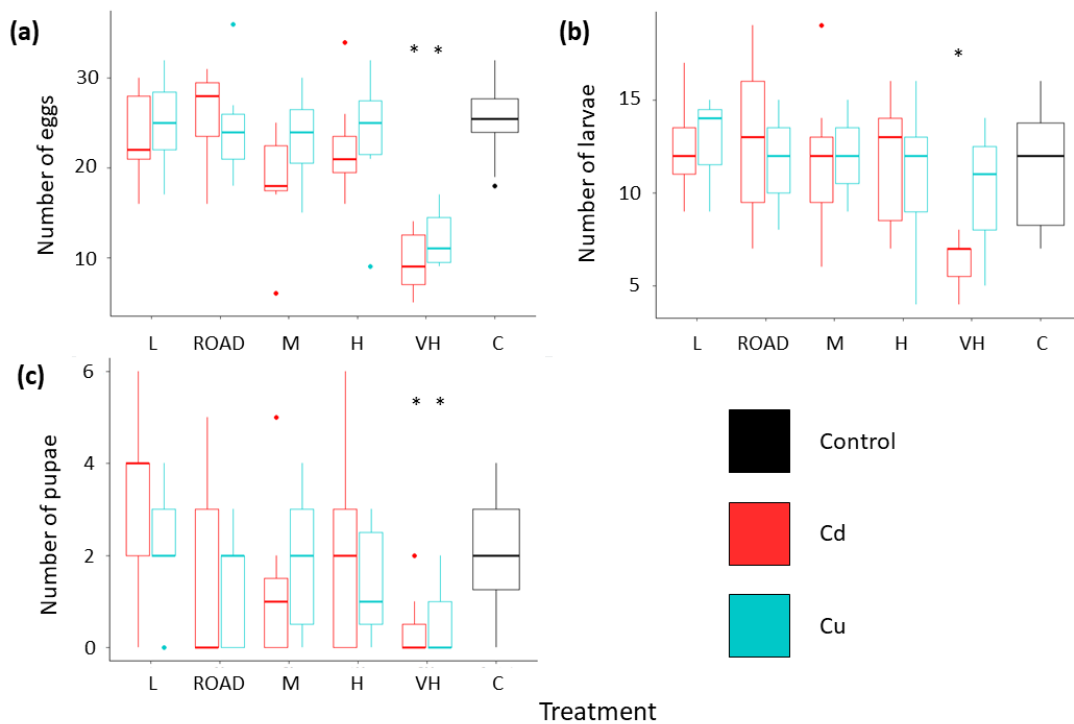 (a)
Number of eggs
30
20
10
* *
L ROAD M H VH C
(b)
Number of larvae
15
10
5
*
L ROAD M H VH C
(c)
Number of pupae
6
4
2
0
* *
L ROAD M H VH C
Control
Cd
Cu
Treatment